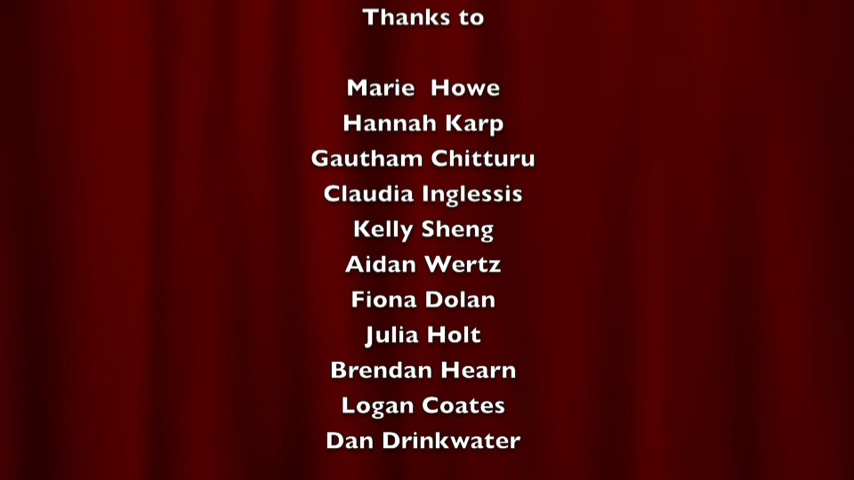 Thanks to
Marie  Howe
Hannah Karp
Gautham Chitturu
Claudia Inglessis
Kelly Sheng
Aidan Wertz
Fiona Dolan
Julia Holt
Brendan Hearn
Logan Coates
Dan Drinkwater